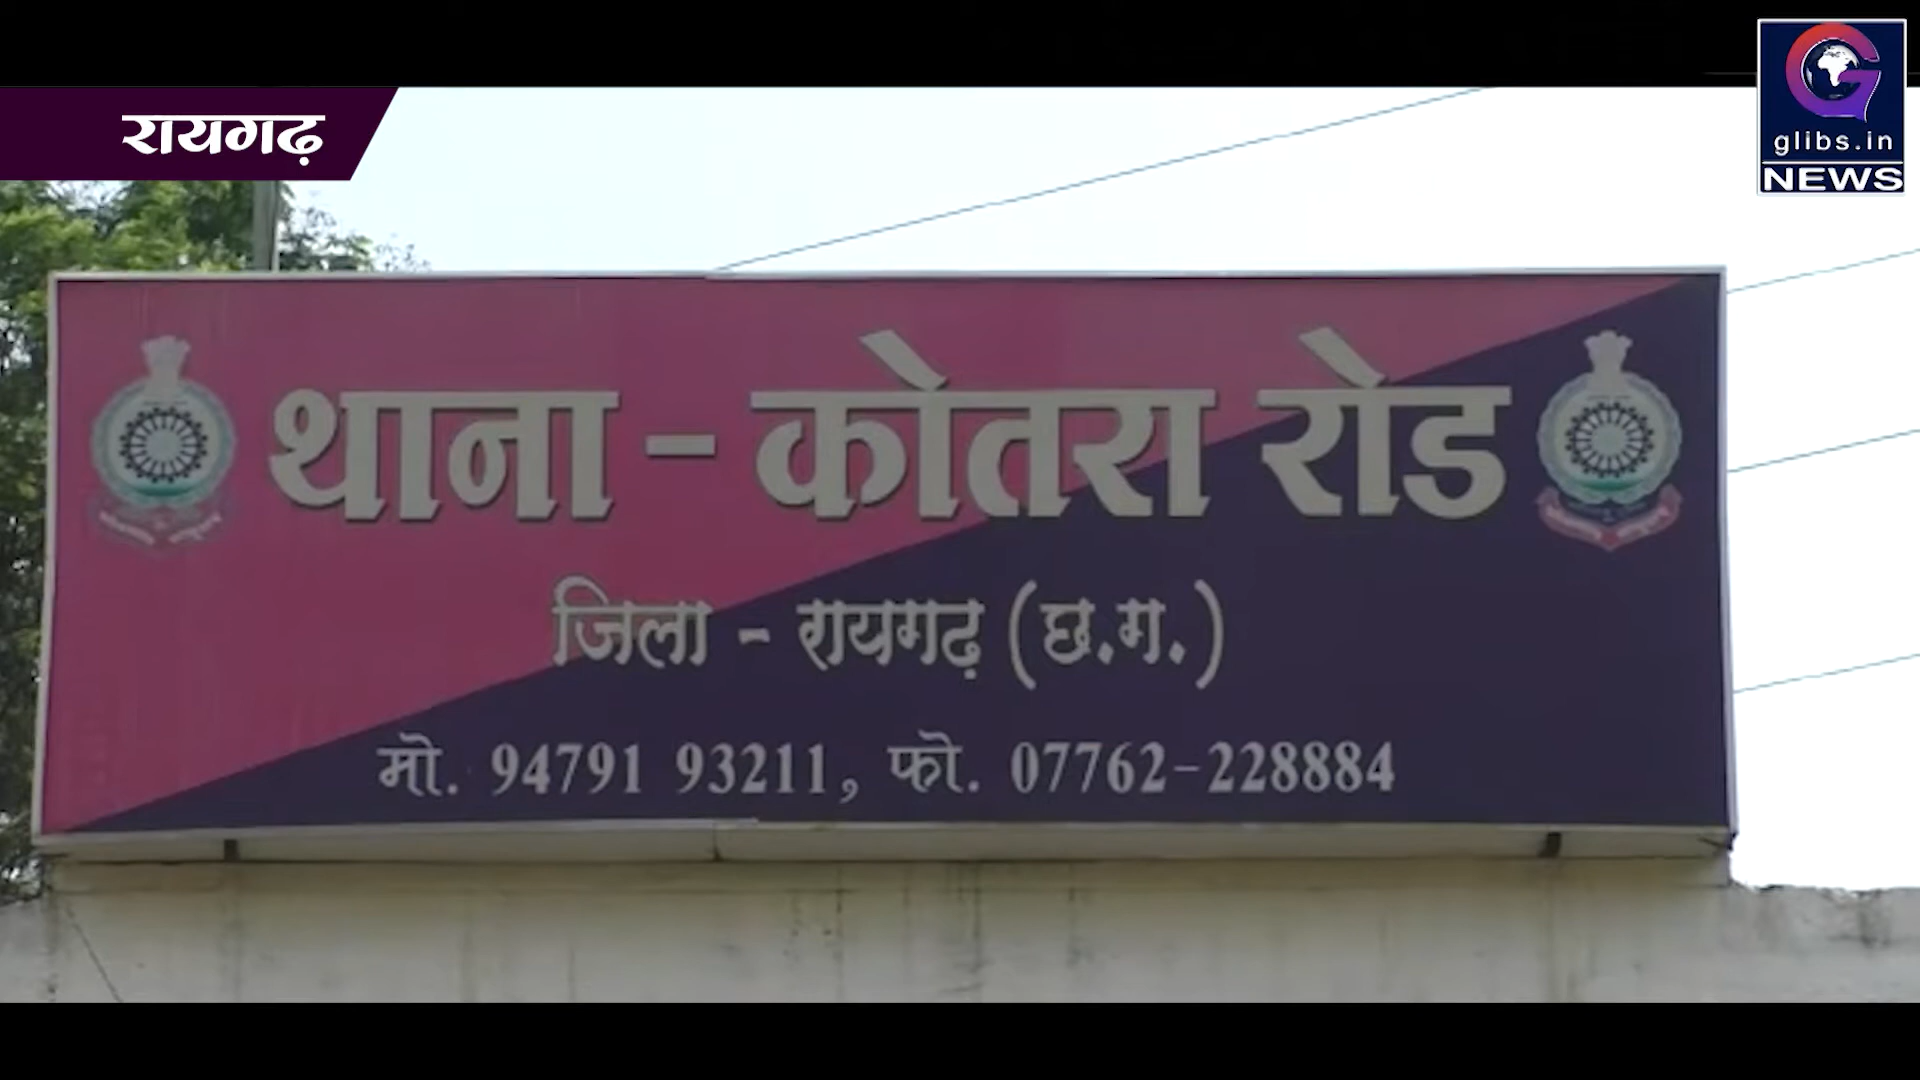 रायगढ़
glibs.in
NEWS
थाना - कोतरा रोड
जिला - रायगढ़ (छ.ग.)
मो. 94791 93211, फो. 07762-228884